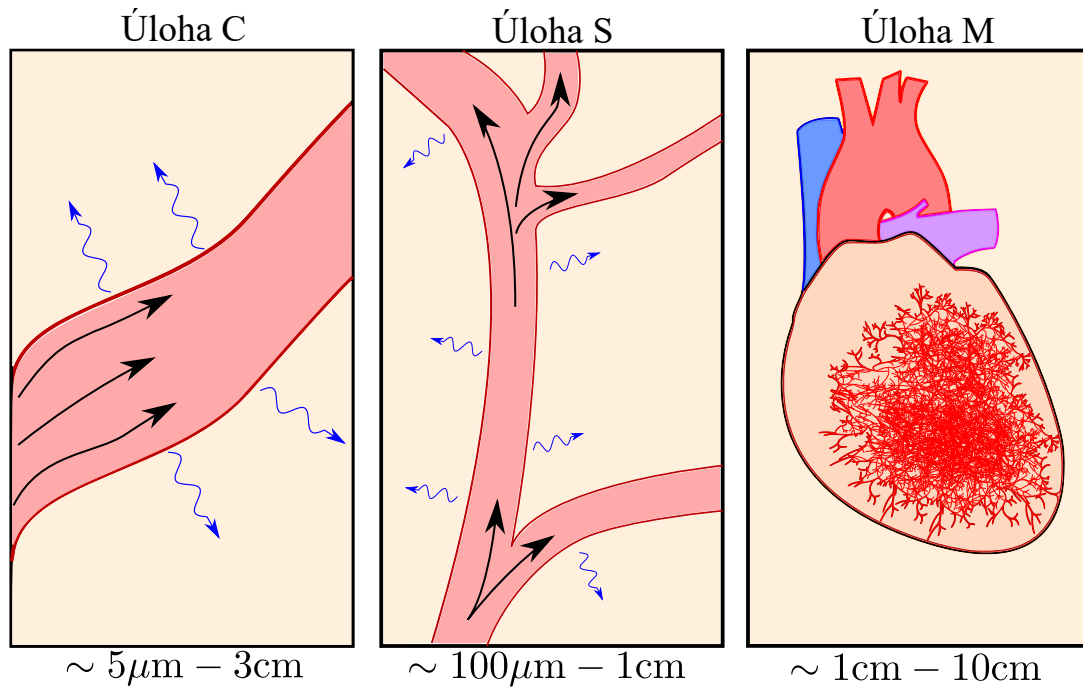 Úloha C
Úloha S
Úloha M
∼ 5μm − 3cm
∼ 100μm − 1cm
∼ 1cm − 10cm